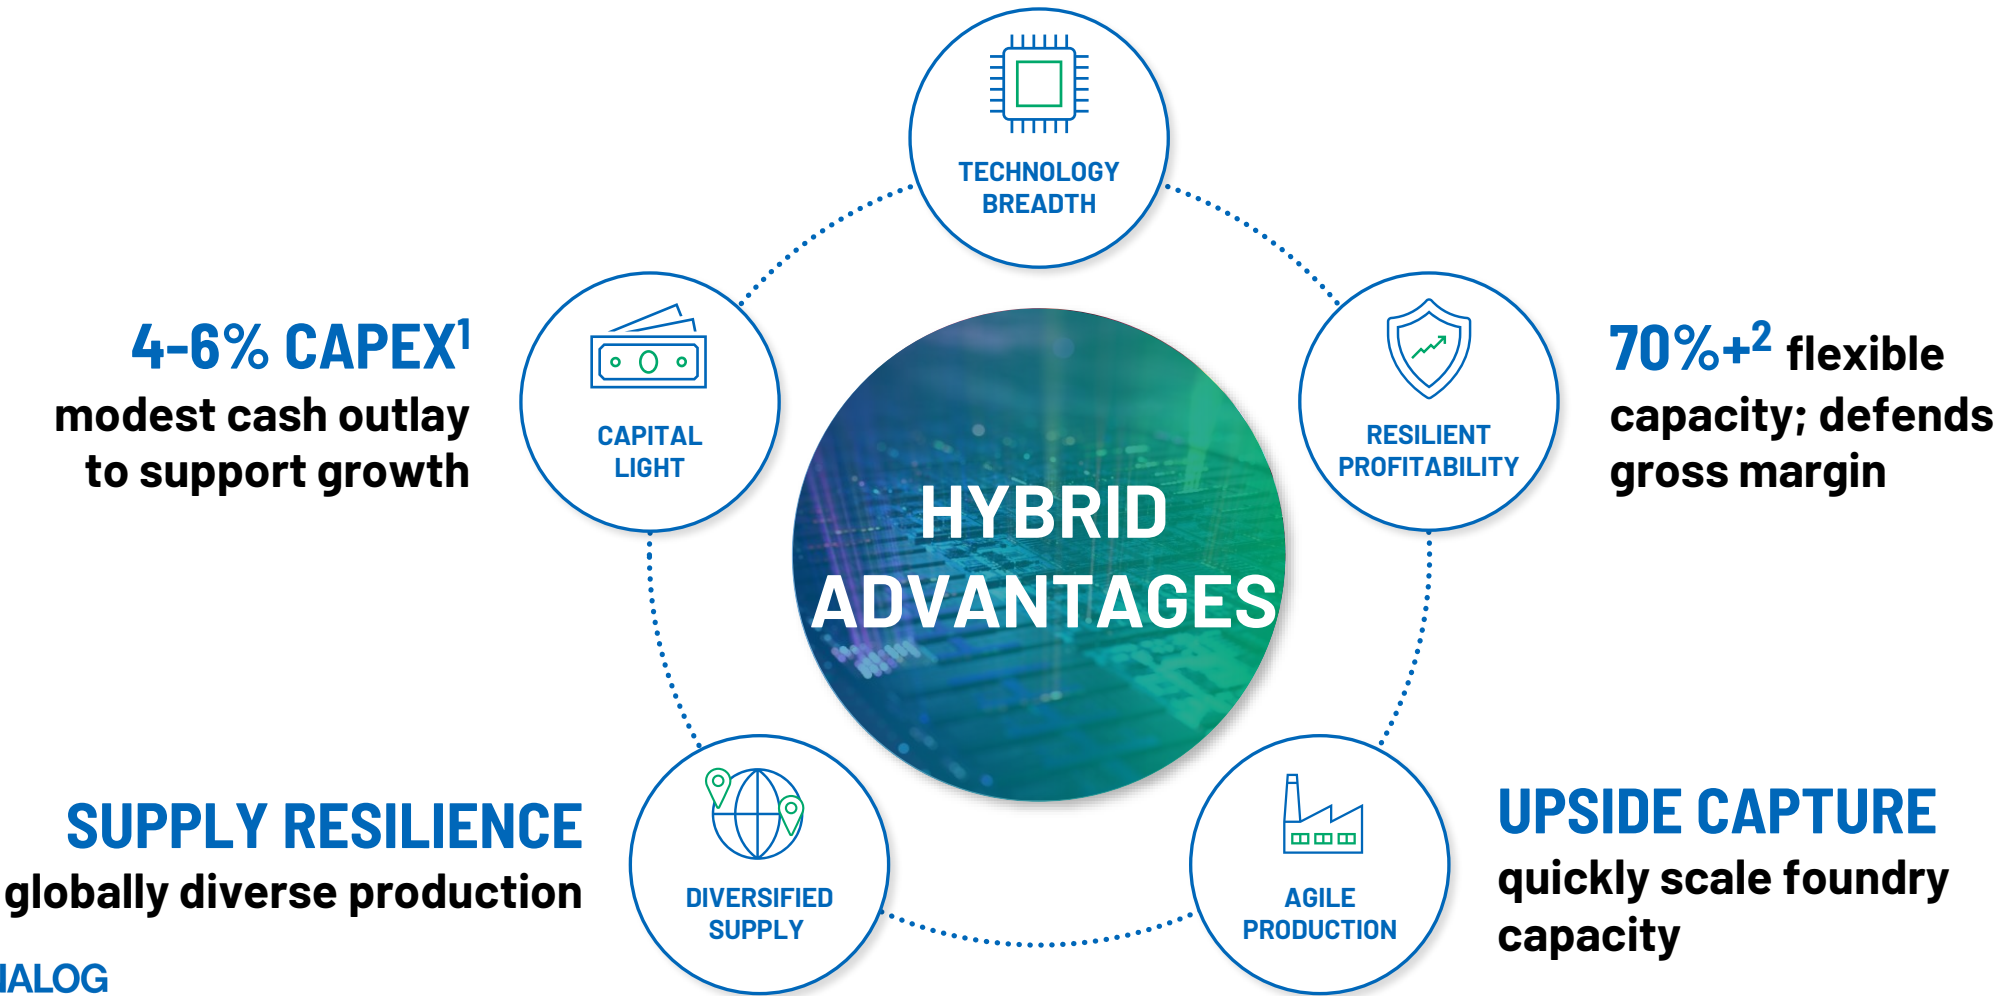 TECHNOLOGY
BREADTH
4-6% CAPEX¹
modest cash outlay
to support growth
CAPITAL
LIGHT
RESILIENT
PROFITABILITY
70%+² flexible
capacity; defends
gross margin
HYBRID
ADVANTAGES
SUPPLY RESILIENCE
globally diverse production
DIVERSIFIED
SUPPLY
AGILE
PRODUCTION
UPSIDE CAPTURE
quickly scale foundry
capacity
NALOG